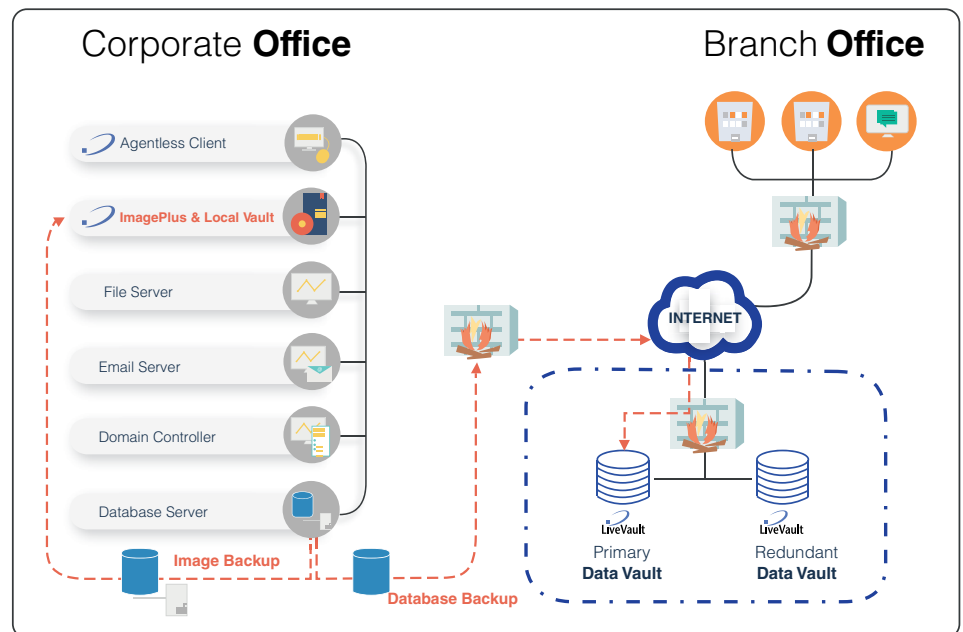 Corporate Office
Branch Office
Agentless Client
ImagePlus & Local Vault
File Server
Email Server
Domain Controller
Database Server
Image Backup
Database Backup
INTERNET
LiveVault
Primary
Data Vault
LiveVault
Redundant
Data Vault